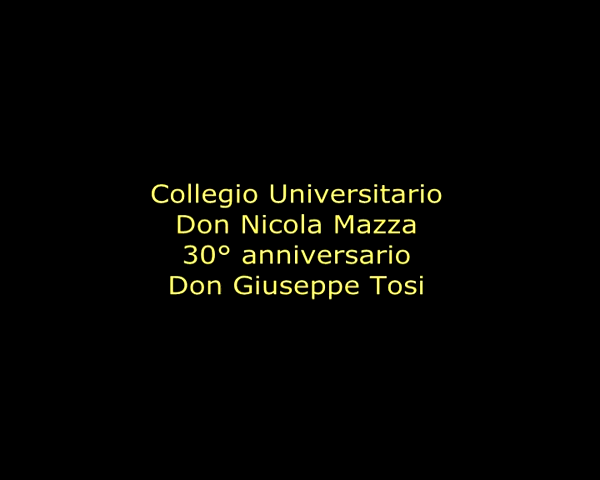 Collegio Universitario
Don Nicola Mazza
30° anniversario
Don Giuseppe Tosi